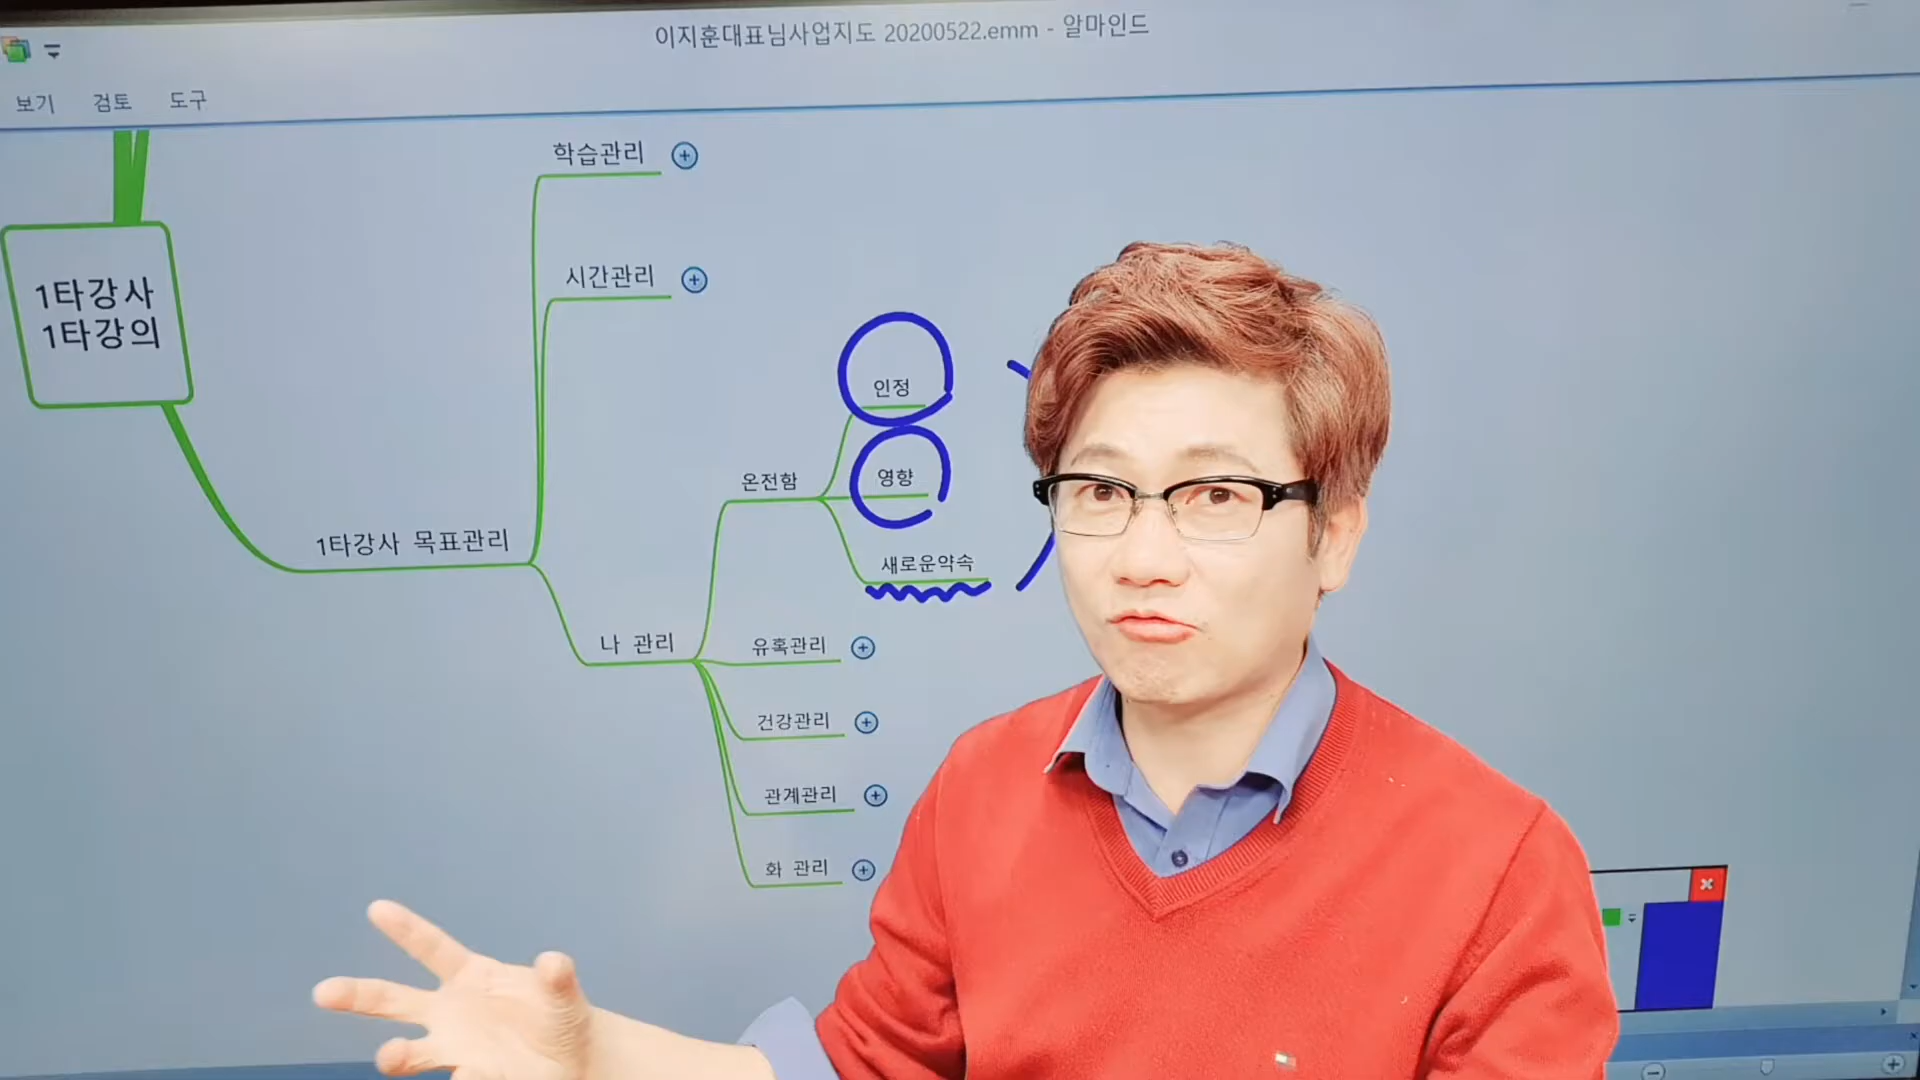 이지훈대표님사업지도 20200522.emm - 알마인드
보기 검토 도구
1타강사
1타강의
1타강사 목표관리
학습관리
시간관리
나 관리
온전함
인정
영향
새로운약속
유혹관리
건강관리
관계관리
화 관리